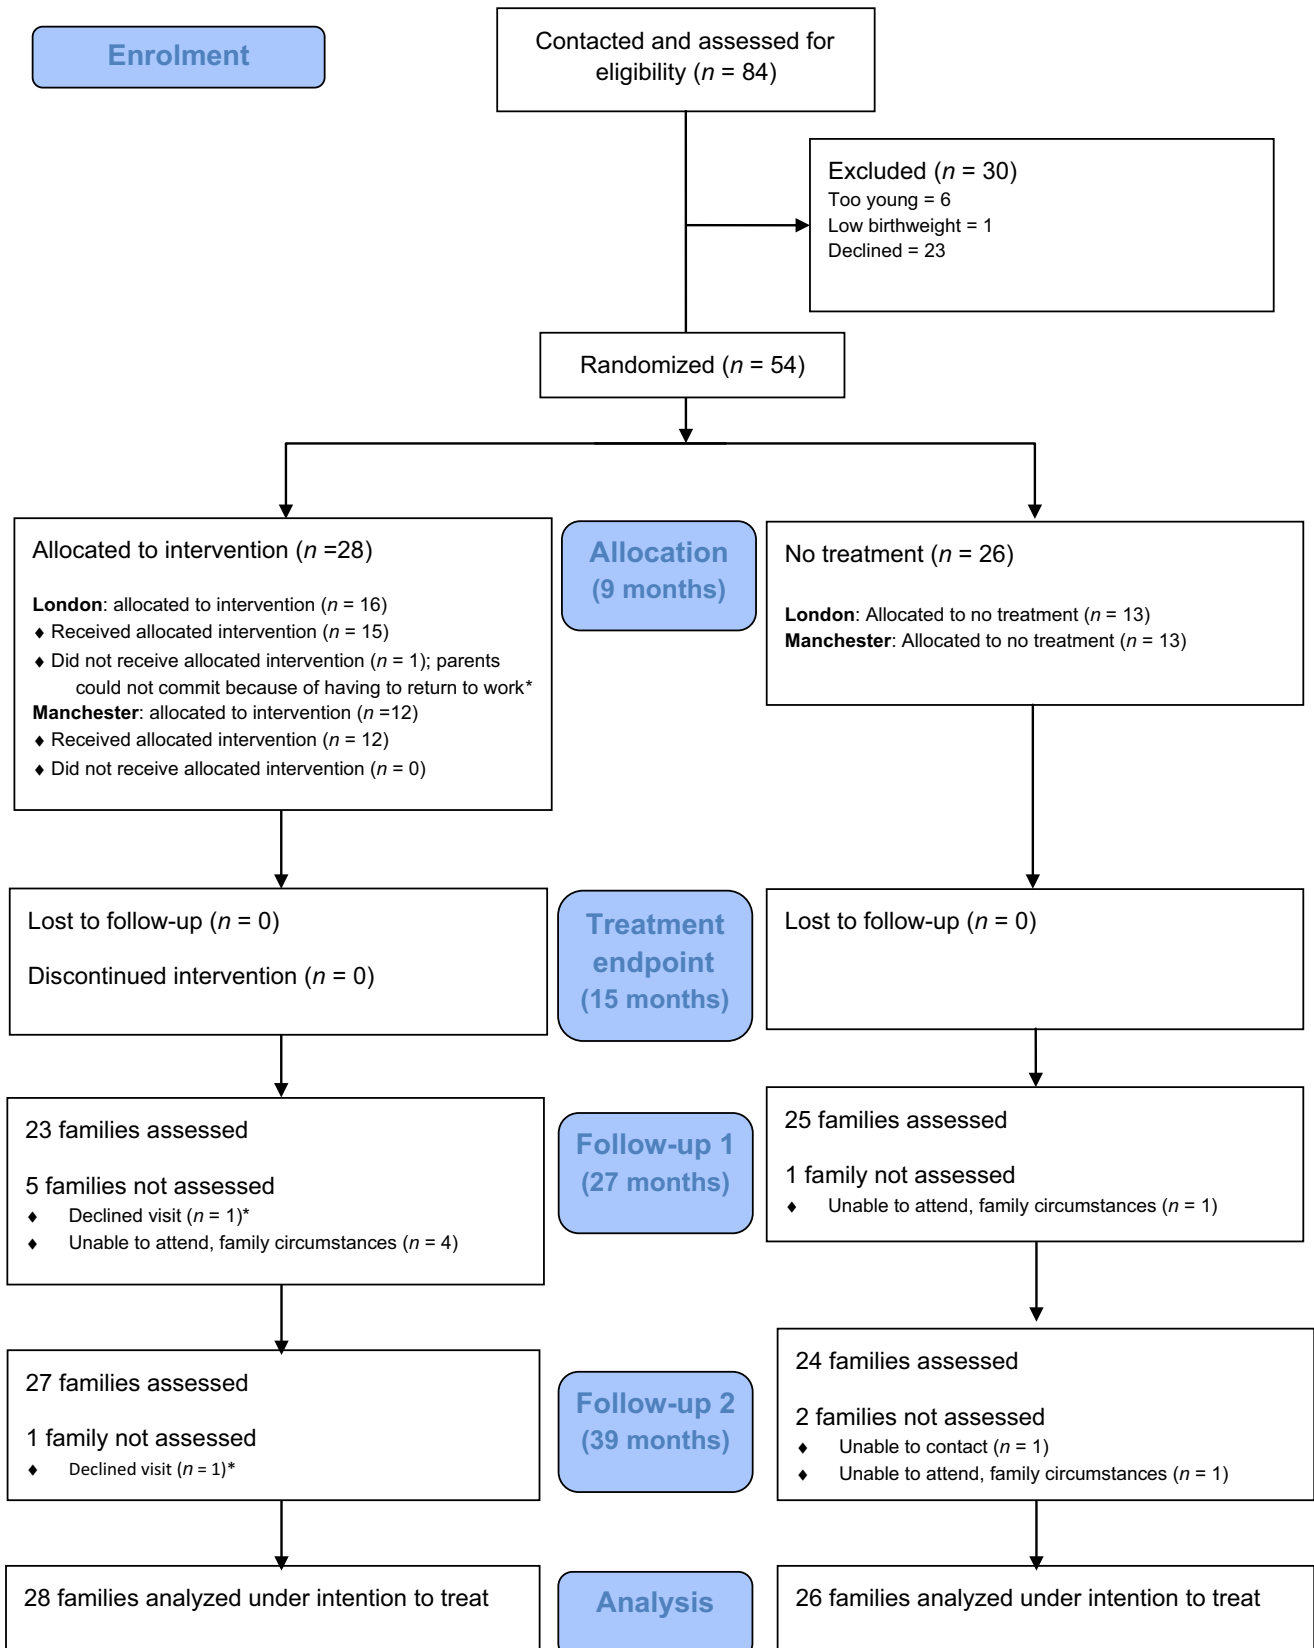 Enrolment
Contacted and assessed for
eligibility (n = 84)
Excluded (n = 30)
Too young = 6
Low birthweight = 1
Declined = 23
Randomized (n = 54)
Allocated to intervention (n =28)
London: allocated to intervention (n = 16)
♦ Received allocated intervention (n = 15)
♦ Did not receive allocated intervention (n = 1); parents
could not commit because of having to return to work*
Manchester: allocated to intervention (n =12)
♦ Received allocated intervention (n = 12)
♦ Did not receive allocated intervention (n = 0)
Allocation
(9 months)
No treatment (n = 26)
London: Allocated to no treatment (n = 13)
Manchester: Allocated to no treatment (n = 13)
Lost to follow-up (n = 0)
Discontinued intervention (n = 0)
Treatment
endpoint
(15 months)
Lost to follow-up (n = 0)
23 families assessed
5 families not assessed
♦ Declined visit (n = 1)*
♦ Unable to attend, family circumstances (n = 4)
Follow-up 1
(27 months)
25 families assessed
1 family not assessed
♦ Unable to attend, family circumstances (n = 1)
27 families assessed
1 family not assessed
♦ Declined visit (n = 1)*
Follow-up 2
(39 months)
24 families assessed
2 families not assessed
♦ Unable to contact (n = 1)
♦ Unable to attend, family circumstances (n = 1)
28 families analyzed under intention to treat
Analysis
26 families analyzed under intention to treat